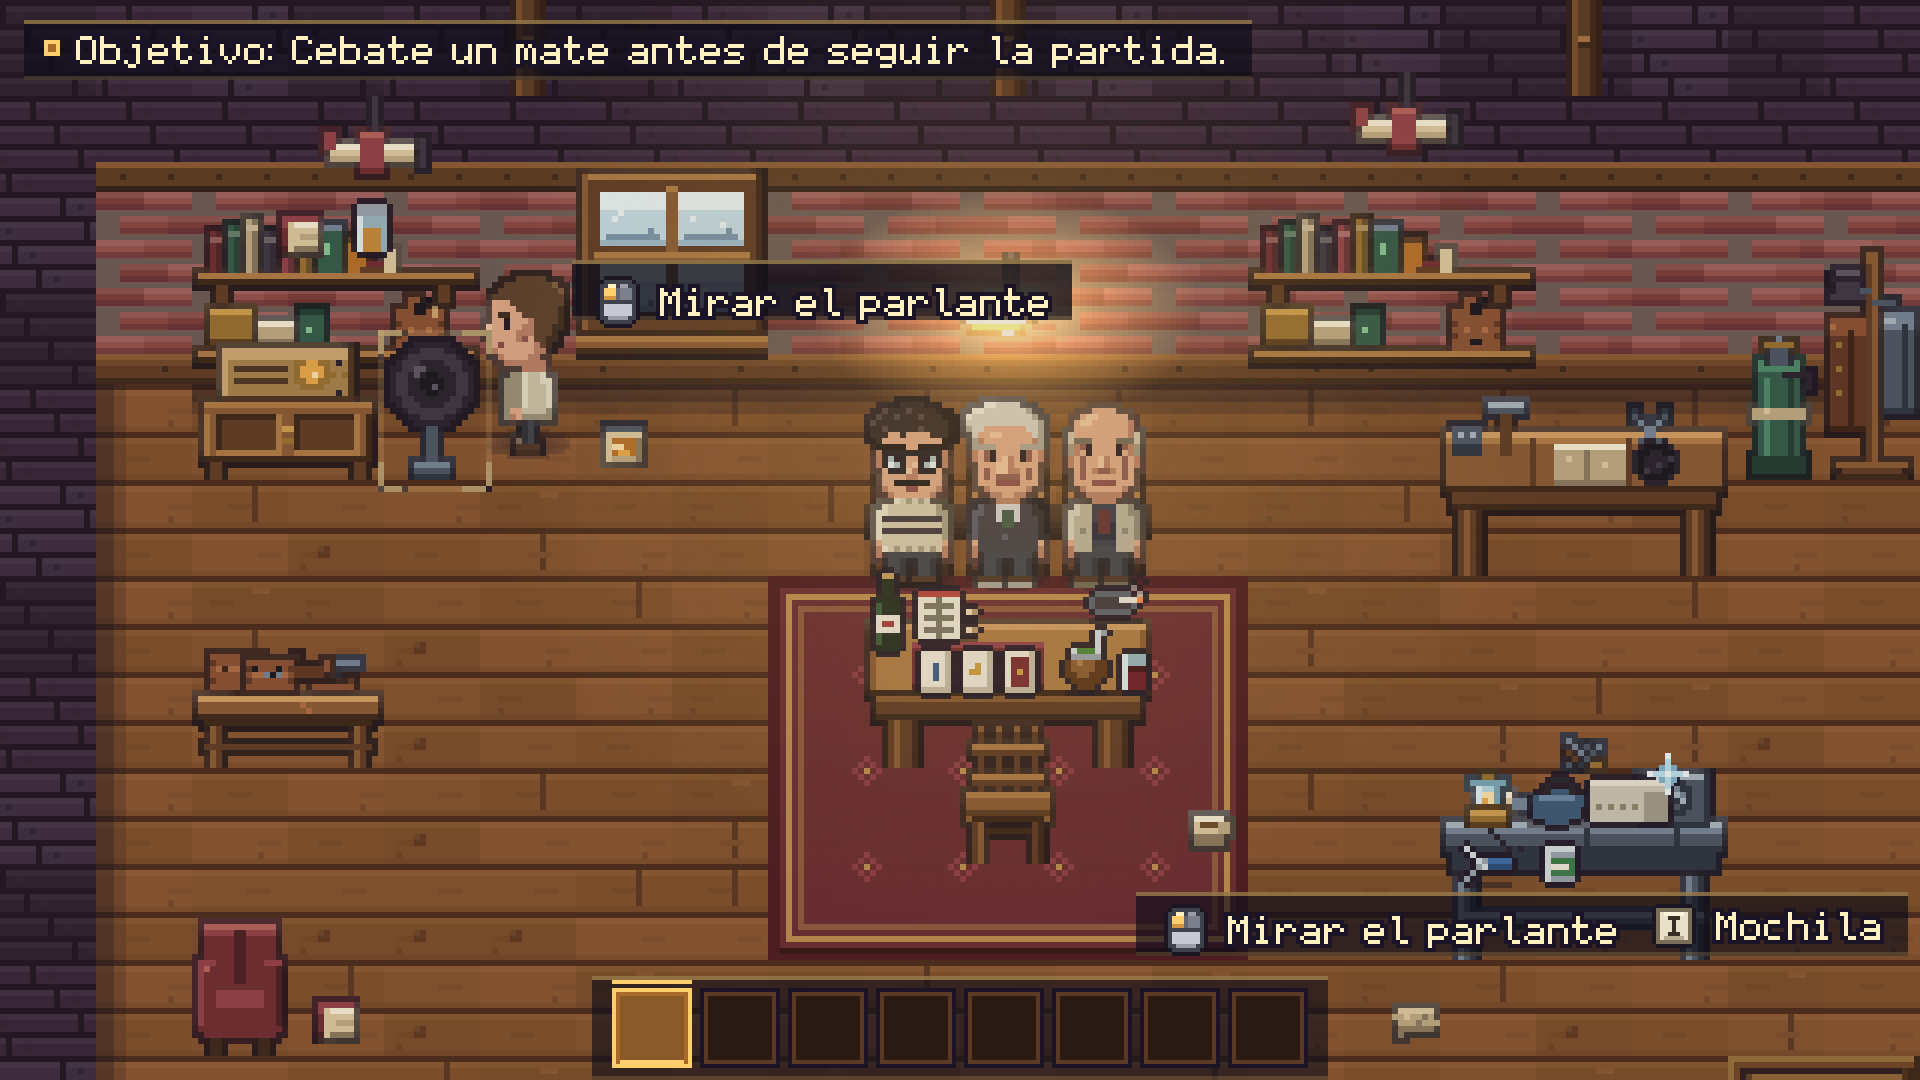 Objetivo: Cebate un mate antes de seguir la partida.
Mirar el parlante
Mirar el parlante
I Mochila